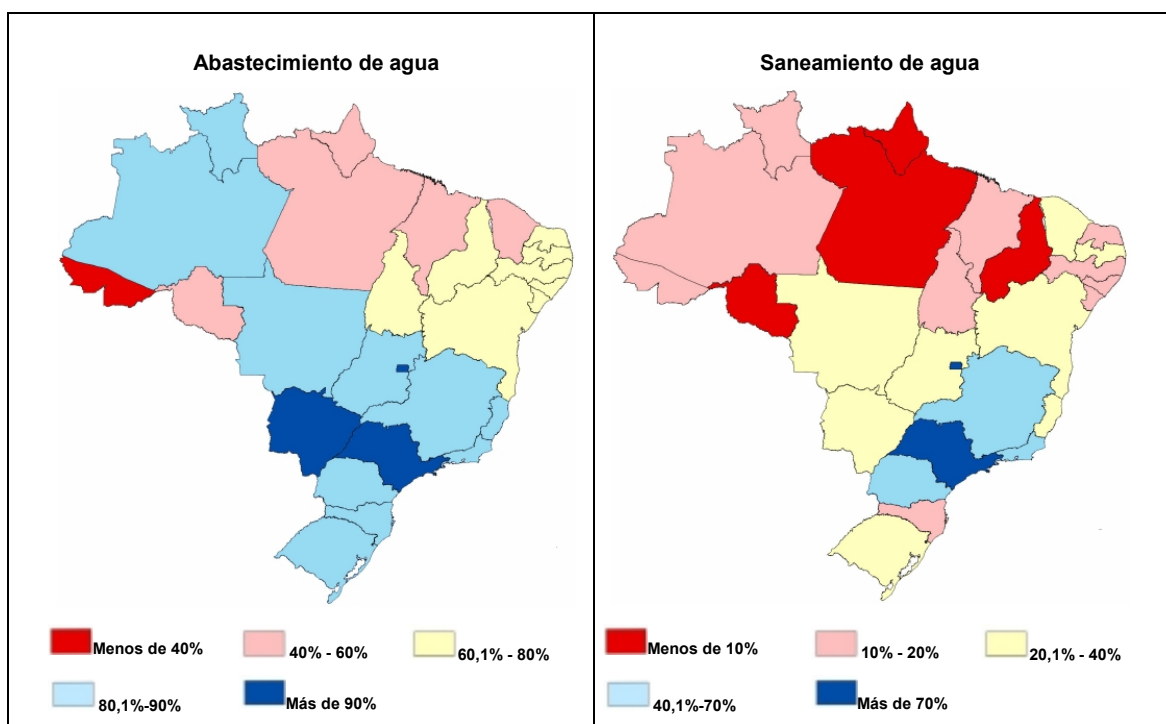 Abastecimiento de agua
Menos de 40%
40% - 60%
60,1% - 80%
80,1%-90%
Más de 90%
Saneamiento de agua
Menos de 10%
10% - 20%
20,1% - 40%
40,1%-70%
Más de 70%